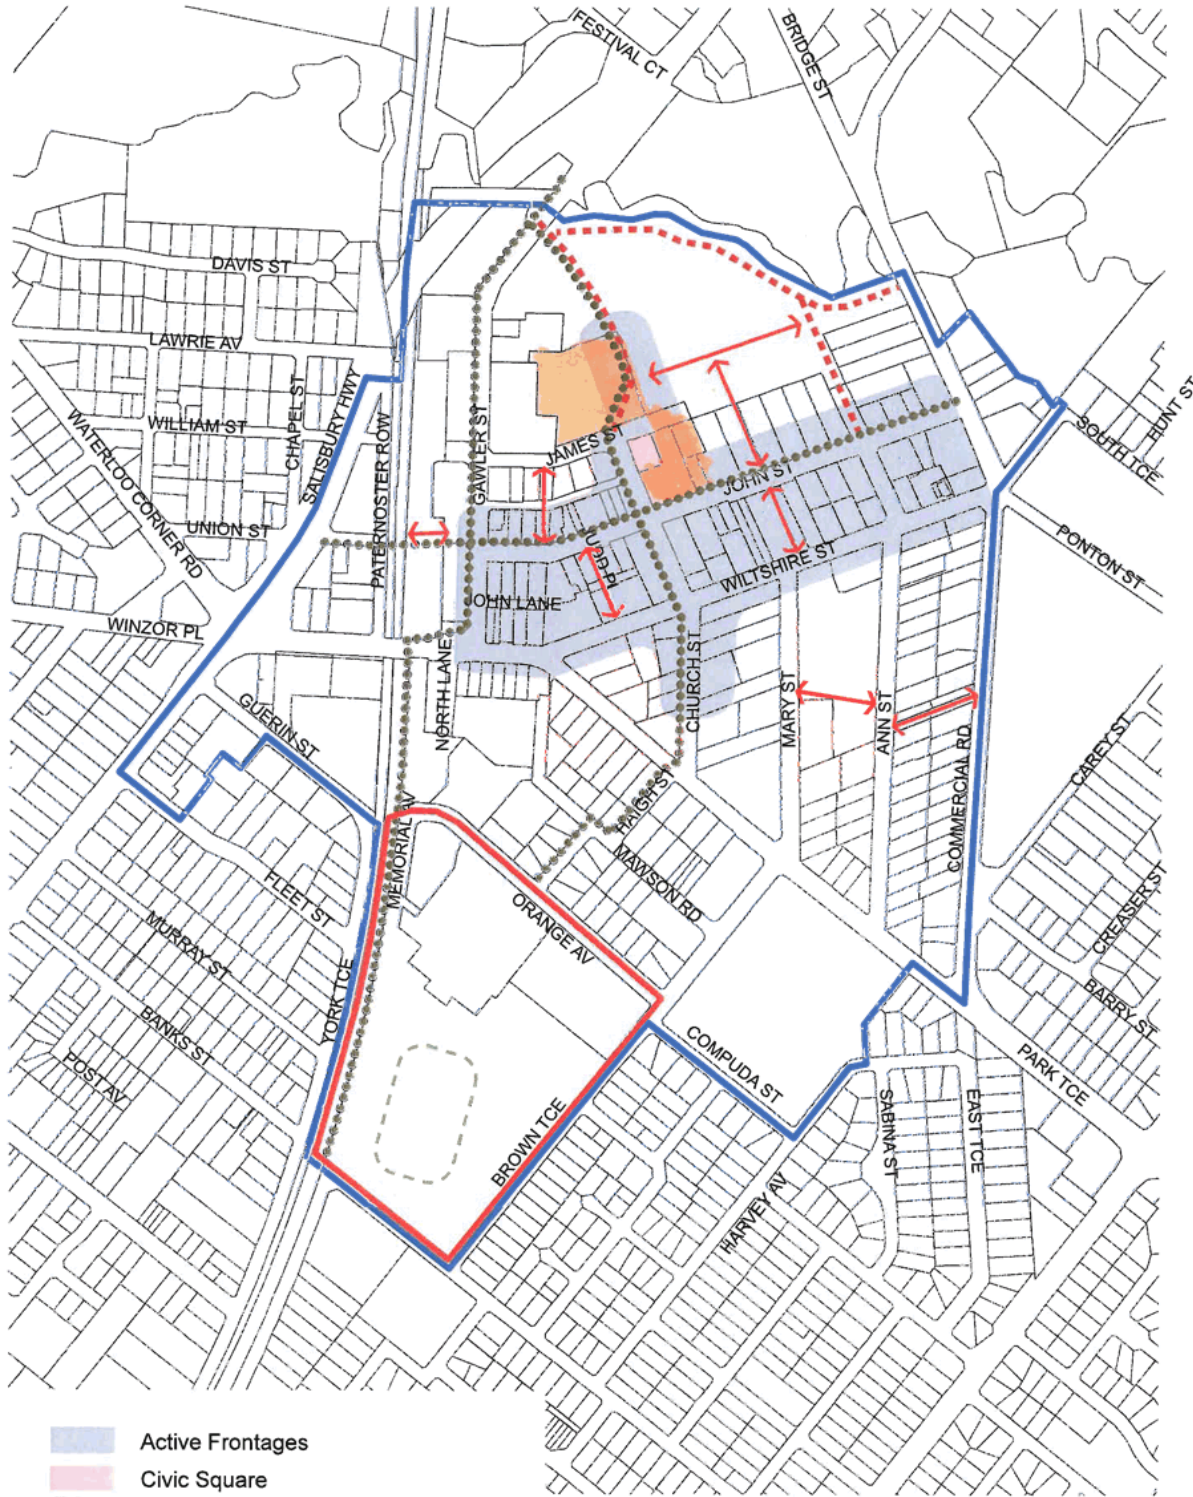 FESTIVAL CT
BRIDGE ST
DAVIS ST
LAWRIE AV
CHAPEL ST
SALISBURY HWY
WILLIAM ST
WATERLOO CORNER RD
PATERNOSTER ROW
GAWLER ST
JAMES ST
HUNT ST
SOUTH TCE
JOHN ST
UNION ST
JUDD PL
WILTSHIRE ST
PONTON ST
JOHN LANE
WINZOR PL
NORTH LANE
CHURCH ST
MARY ST
ANN ST
GUERIN ST
COMMERCIAL RD
CAREY ST
HAIGH ST
MEMORIAL AV
MAWSON RD
FLEET ST
ORANGE AV
CREASER ST
MURRAY ST
YORK TCE
BARRY ST
BANKS ST
POST AV
COMPUDA ST
PARK TCE
BROWN TCE
SABINA ST
EAST TCE
HARVEY AV
Active Frontages
Civic Square